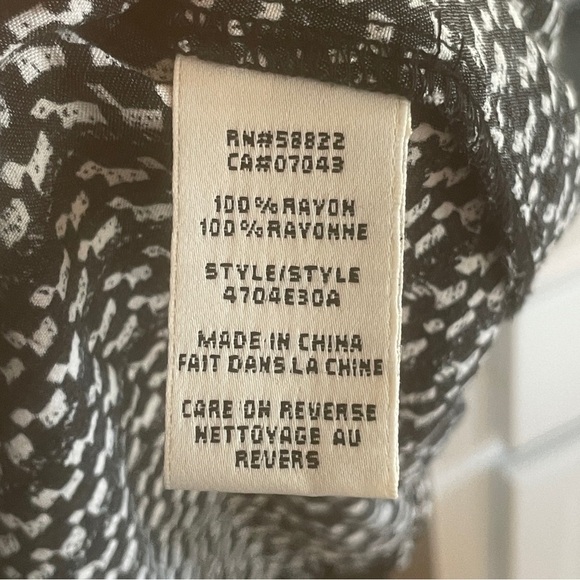 RN#58822
CA#07043
100% RAYON
100% RAYONNE
STYLE/STYLE
4704E30A
MADE IN CHINA
FAIT DANS LA CHINE
CARE ON REVERSE
NETTOYAGE AU
REVERS